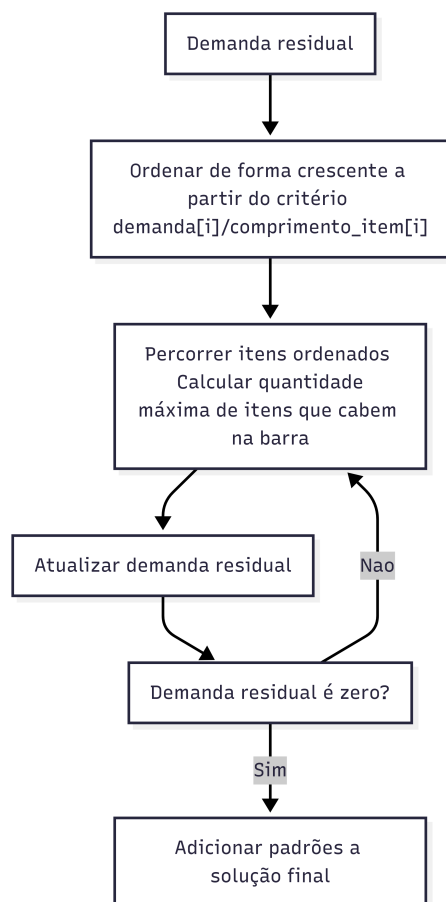 Demanda residual
Ordenar de forma crescente a
partir do critério
demanda[i]/comprimento_item[i]
Percorrer itens ordenados
Calcular quantidade
máxima de itens que cabem
na barra
Atualizar demanda residual
Nao
Demanda residual é zero?
Sim
Adicionar padrões a
solução final